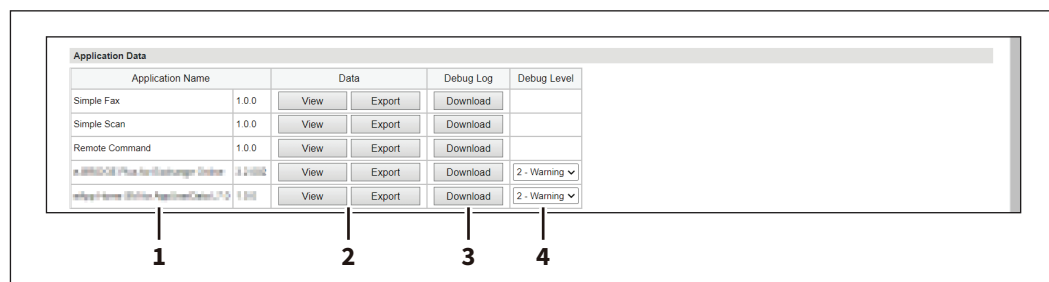 Application Data
Application Name Data Debug Log Debug Level
Simple Fax 1.0.0 View Export Download
Simple Scan 1.0.0 View Export Download
Remote Command 1.0.0 View Export Download
View Export Download 2 - Warning
View Export Download 2 - Warning
1 2 3 4